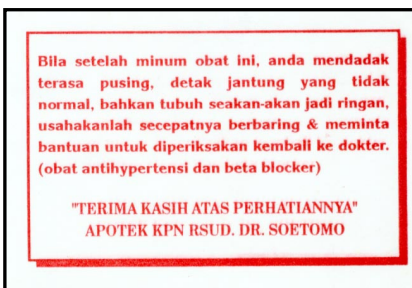 Bila setelah minum obat ini, anda mendadak
terasa pusing, detak jantung yang tidak
normal, bahkan tubuh seakan-akan jadi ringan,
usahakanlah secepatnya berbaring & meminta
bantuan untuk diperiksakan kembali ke dokter.
(obat antihypertensi dan beta blocker)
"TERIMA KASIH ATAS PERHATIANNYA"
APOTEK KPN RSUD. DR. SOETOMO